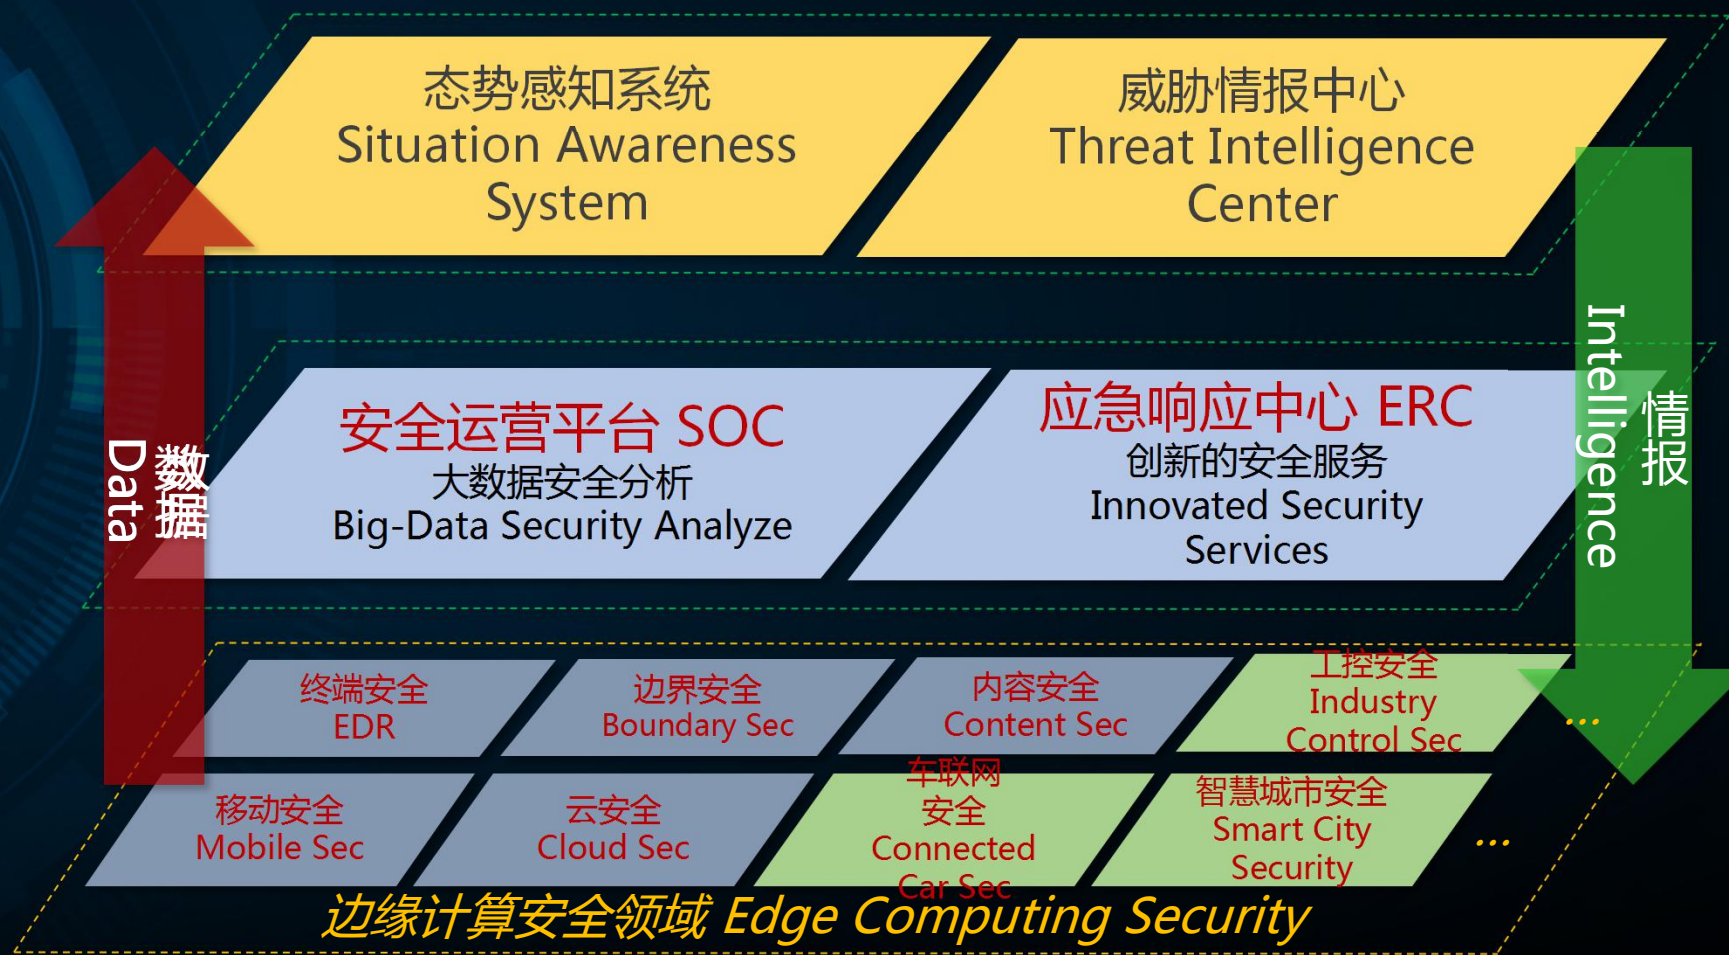 态势感知系统
Situation Awareness
System
威胁情报中心
Threat Intelligence
Center
数据
Data
安全运营平台 SOC
大数据安全分析
Big-Data Security Analyze
应急响应中心 ERC
创新的安全服务
Innovated Security
Services
情报
Intelligence
终端安全
EDR
边界安全
Boundary Sec
内容安全
Content Sec
工控安全
Industry
Control Sec
...
移动安全
Mobile Sec
云安全
Cloud Sec
车联网
安全
Connected
Car Sec
智慧城市安全
Smart City
Security
...
边缘计算安全领域 Edge Computing Security